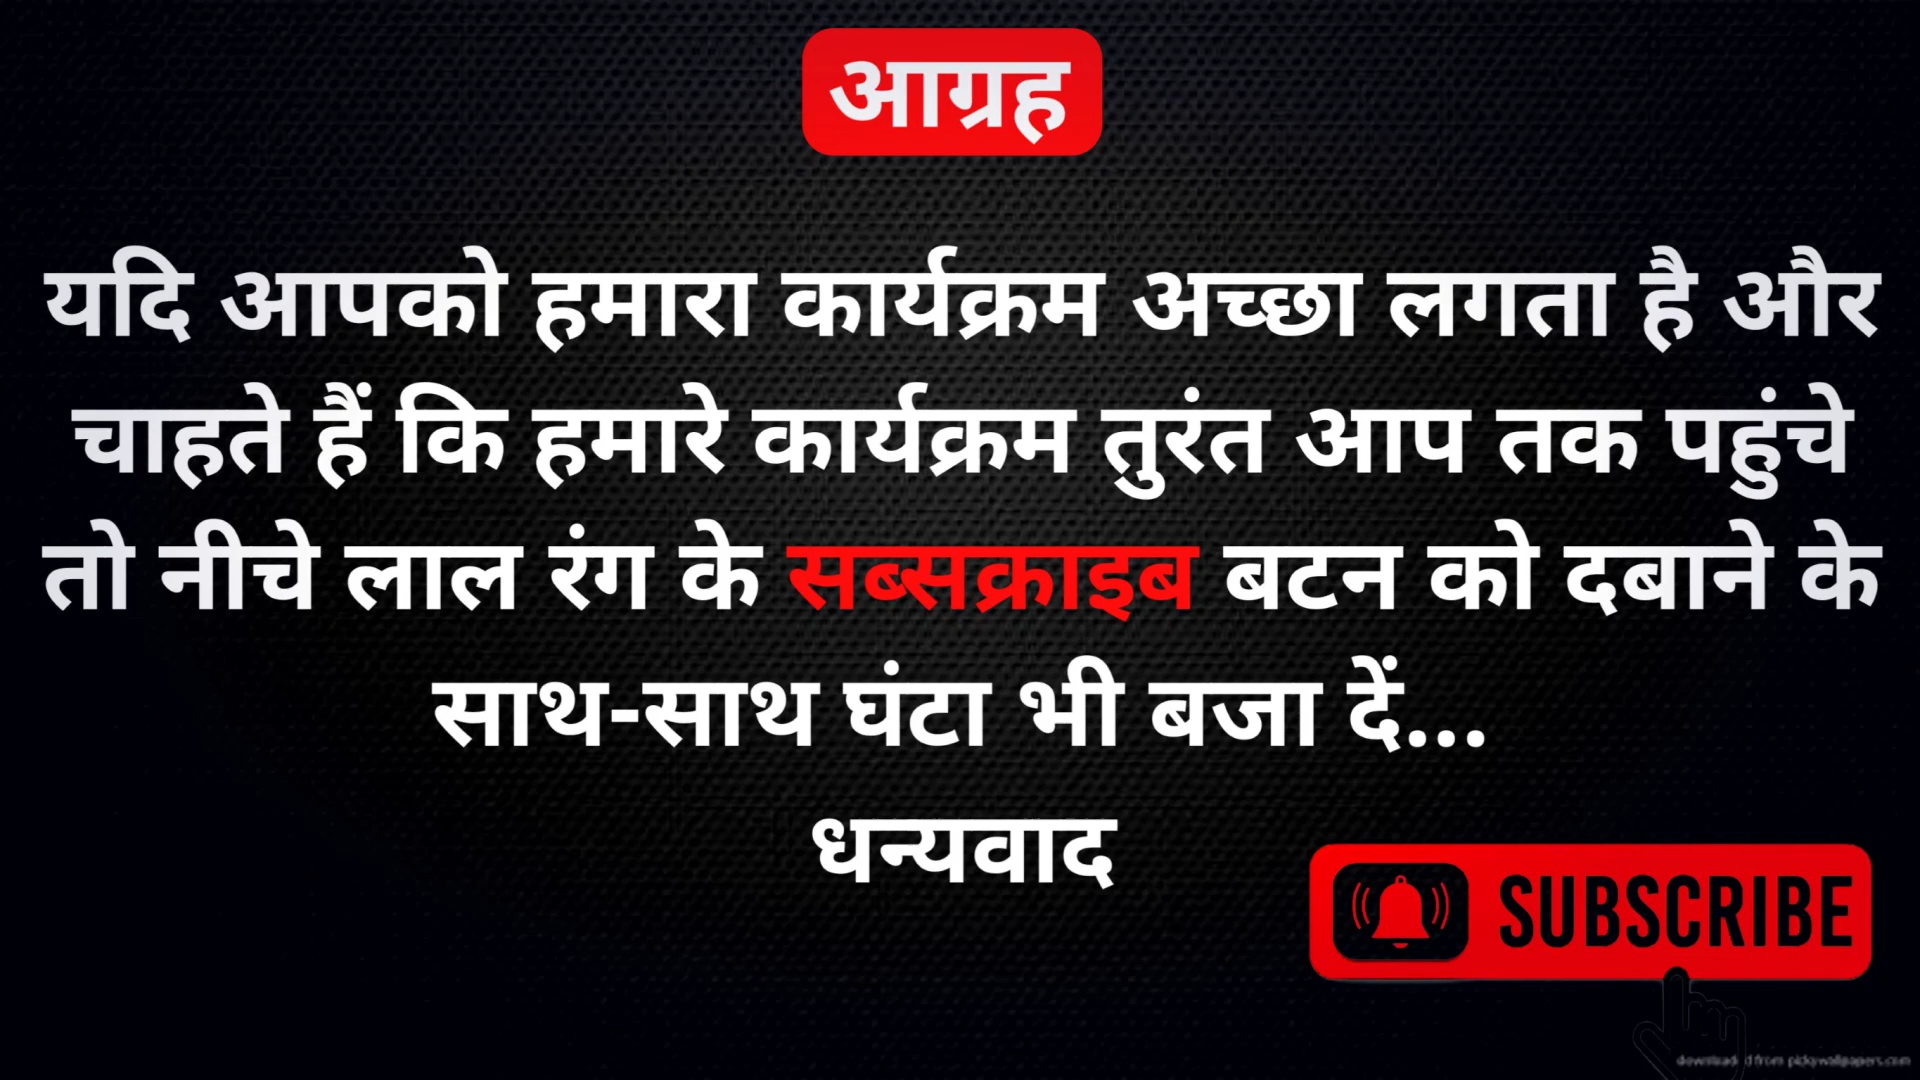 आग्रह
यदि आपको हमारा कार्यक्रम अच्छा लगता है और
चाहते हैं कि हमारे कार्यक्रम तुरंत आप तक पहुंचे
तो नीचे लाल रंग के सब्सक्राइब बटन को दबाने के
साथ-साथ घंटा भी बजा दें...
धन्यवाद
SUBSCRIBE